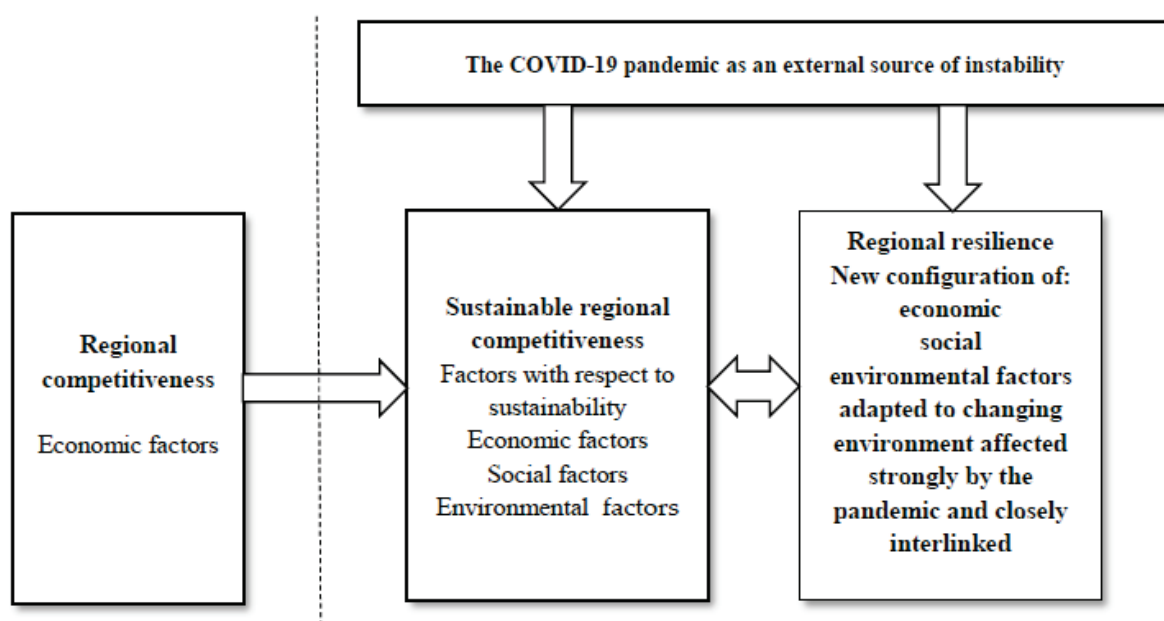 The COVID-19 pandemic as an external source of instability
Regional
competitiveness
Economic factors
Sustainable regional
competitiveness
Factors with respect to
sustainability
Economic factors
Social factors
Environmental factors
Regional resilience
New configuration of:
economic
social
environmental factors
adapted to changing
environment affected
strongly by the
pandemic and closely
interlinked